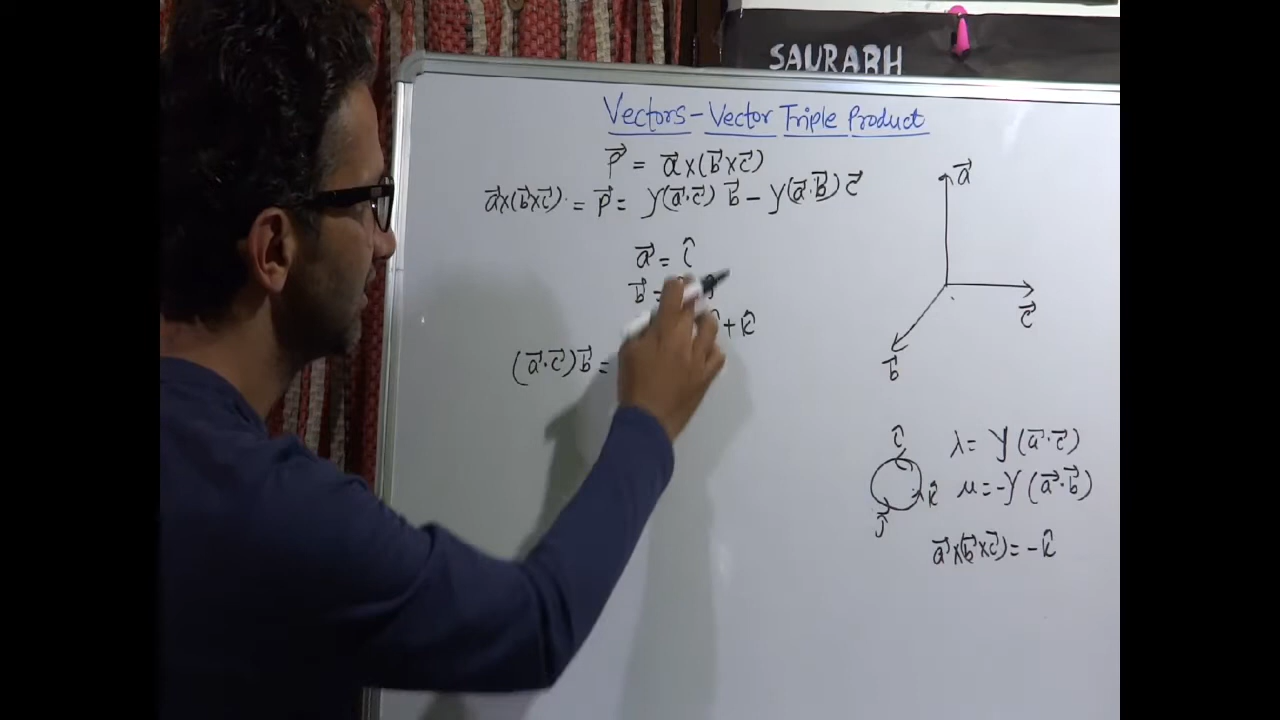 SAURABH
Vectors - Vector Triple Product
P⃗ = a⃗ x (b⃗ x c⃗)
a⃗ x (b⃗ x c⃗) = P⃗ = y(a⃗·c⃗) b⃗ - y(a⃗·b⃗) c⃗
a⃗
a⃗ = î
b⃗ =
+ k̂
c⃗
(a⃗·c⃗)b⃗ =
b⃗
î
λ = y(a⃗·c⃗)
k̂
μ = -y(a⃗·b⃗)
ĵ
a⃗ x (b⃗ x c⃗) = -k̂